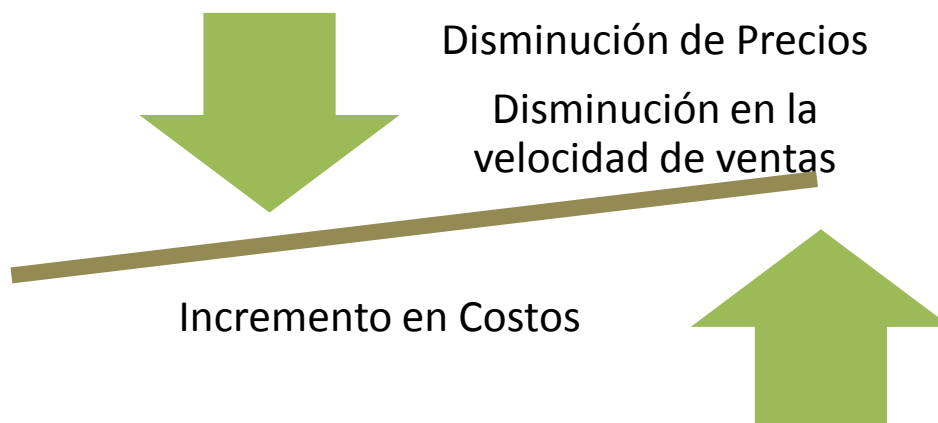 Disminución de Precios
Disminución en la
velocidad de ventas
Incremento en Costos